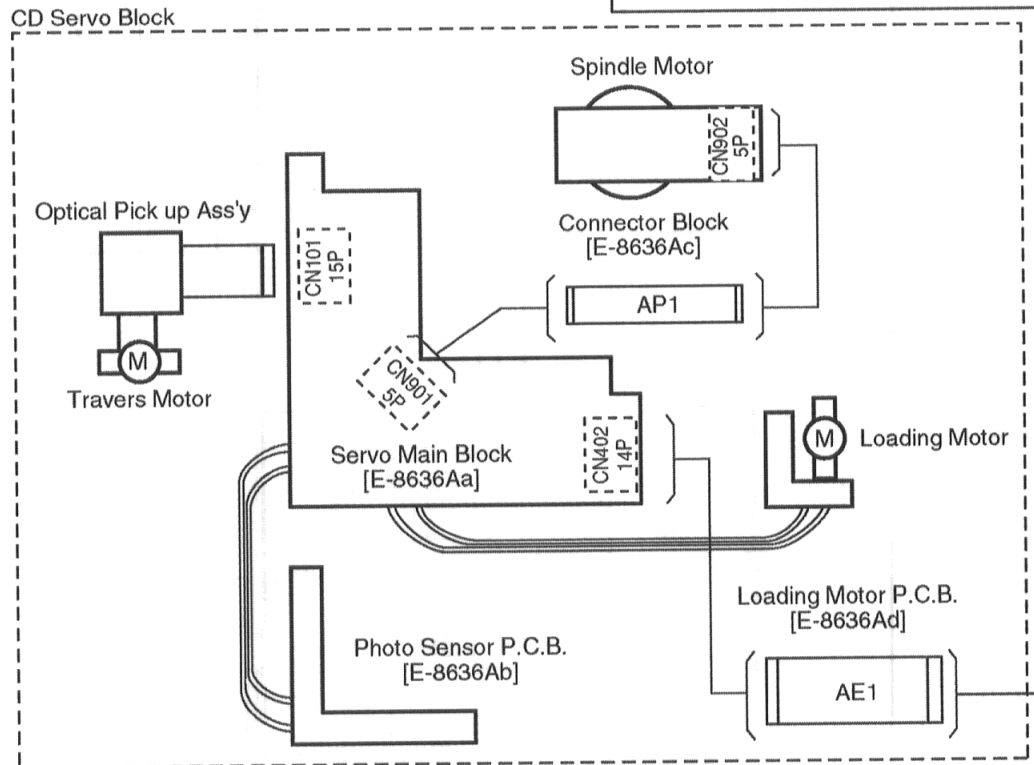 CD Servo Block
Spindle Motor
CN902
5P
Optical Pick up Ass'y
Connector Block
[E-8636Ac]
CN101
15P
AP1
M
Travers Motor
CN901
5P
Servo Main Block
[E-8636Aa]
CN402
14P
M
Loading Motor
Loading Motor P.C.B.
[E-8636Ad]
Photo Sensor P.C.B.
[E-8636Ab]
AE1